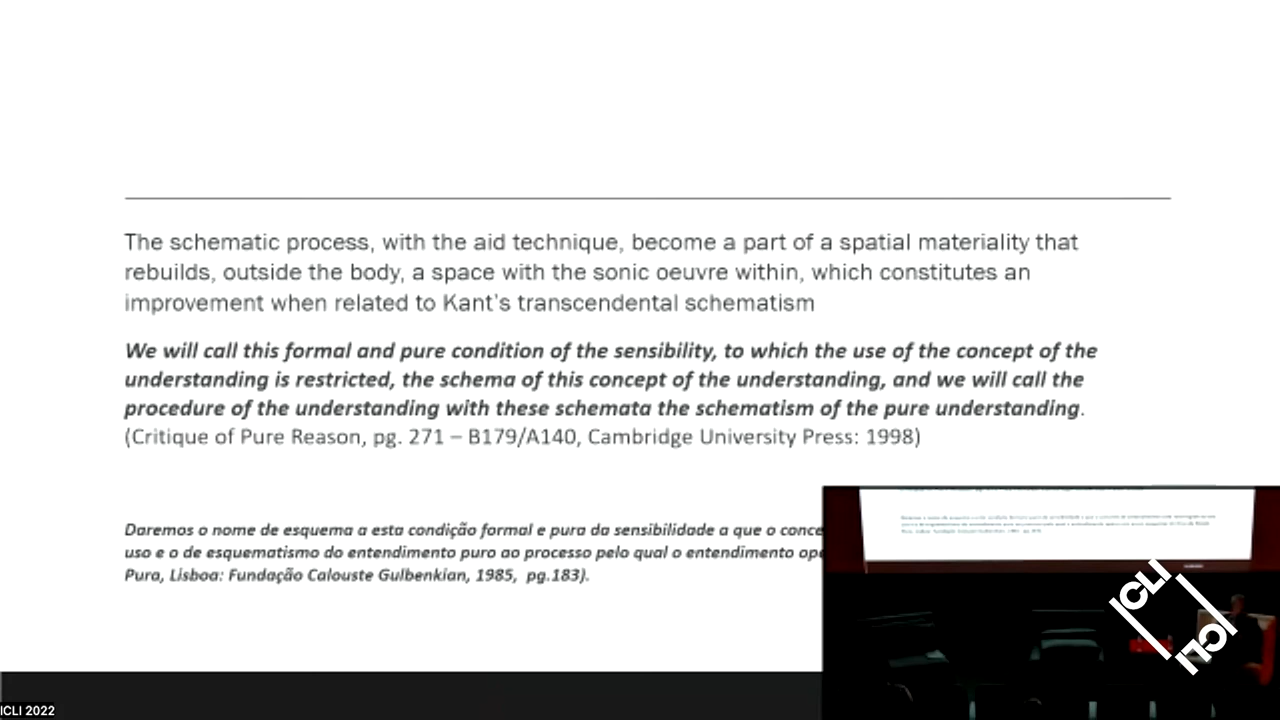 The schematic process, with the aid technique, become a part of a spatial materiality that
rebuilds, outside the body, a space with the sonic oeuvre within, which constitutes an
improvement when related to Kant's transcendental schematism
We will call this formal and pure condition of the sensibility, to which the use of the concept of the
understanding is restricted, the schema of this concept of the understanding, and we will call the
procedure of the understanding with these schemata the schematism of the pure understanding.
(Critique of Pure Reason, pg. 271 – B179/A140, Cambridge University Press: 1998)
Daremos o nome de esquema a esta condição formal e pura da sensibilidade a que o conce
uso e o de esquematismo do entendimento puro ao processo pelo qual o entendimento ope
Pura, Lisboa: Fundação Calouste Gulbenkian, 1985, pg.183).
ICLI
ICLI
ICLI 2022